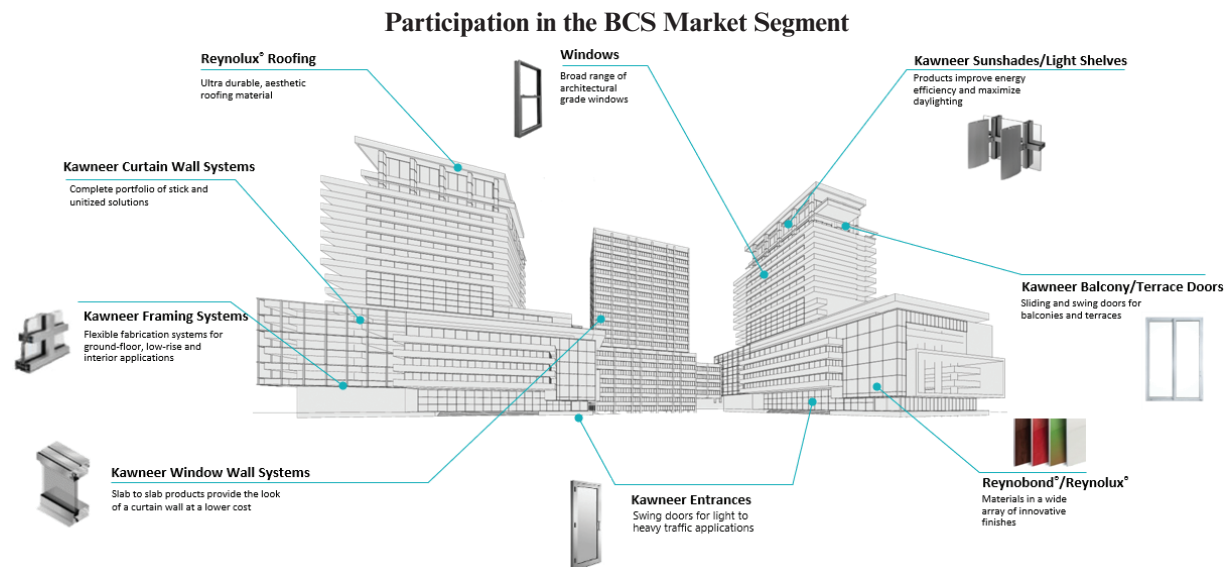 Participation in the BCS Market Segment
Reynolux® Roofing
Ultra durable, aesthetic
roofing material
Windows
Broad range of
architectural
grade windows
Kawneer Sunshades/Light Shelves
Products improve energy
efficiency and maximize
daylighting
Kawneer Curtain Wall Systems
Complete portfolio of stick and
unitized solutions
Kawneer Balcony/Terrace Doors
Sliding and swing doors for
balconies and terraces
Kawneer Framing Systems
Flexible fabrication systems for
ground-floor, low-rise and
interior applications
Kawneer Window Wall Systems
Slab to slab products provide the look
of a curtain wall at a lower cost
Kawneer Entrances
Swing doors for light to
heavy traffic applications
Reynobond®/Reynolux®
Materials in a wide
array of innovative
finishes